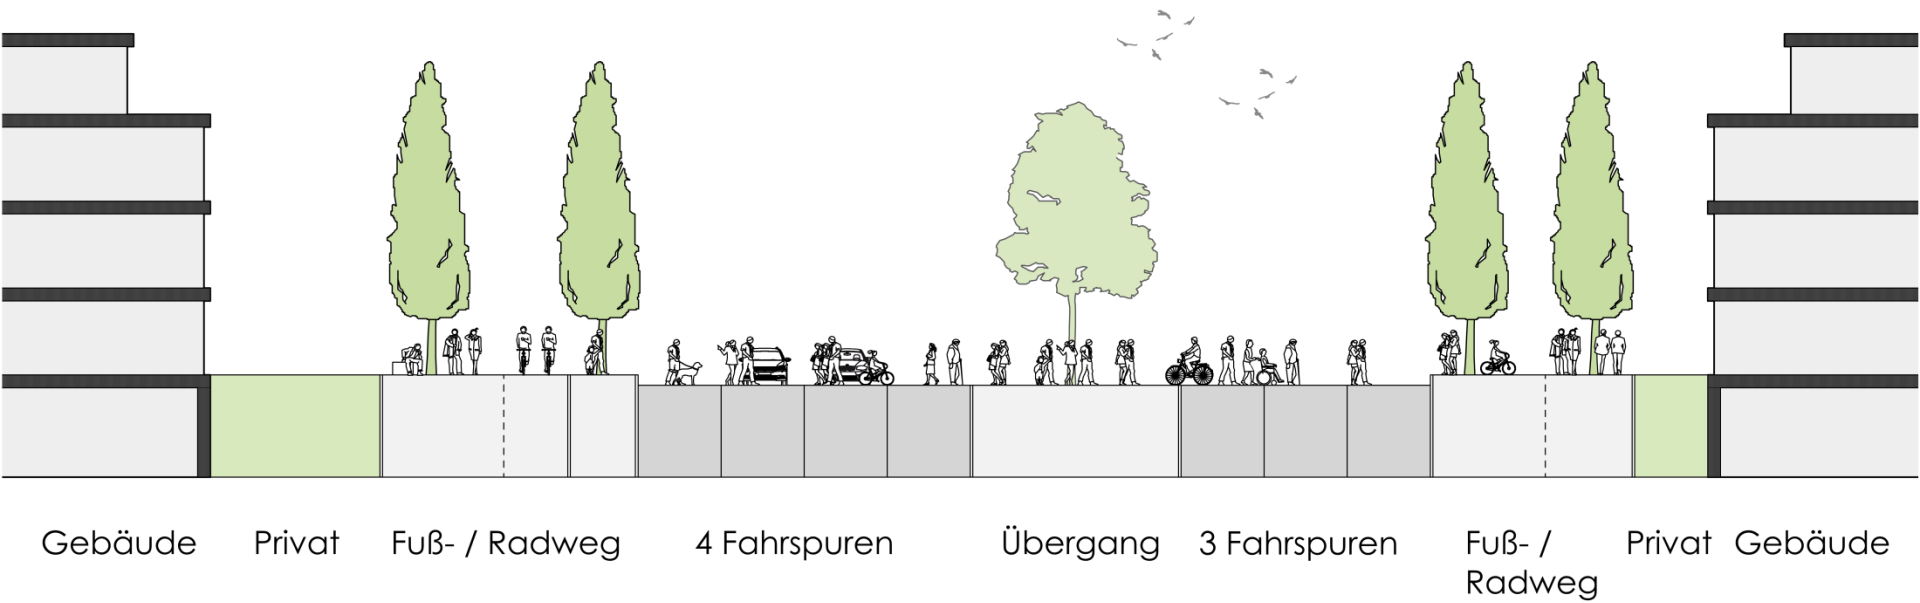 Gebäude Privat Fuß- / Radweg 4 Fahrspuren Übergang 3 Fahrspuren Fuß- / Privat Gebäude
Radweg